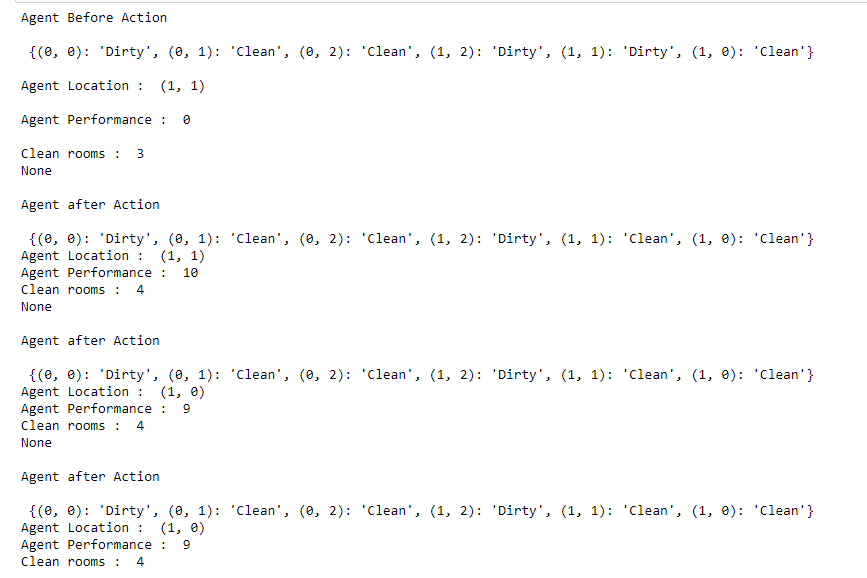 Agent Before Action
{(0, 0): 'Dirty', (0, 1): 'Clean', (0, 2): 'Clean', (1, 2): 'Dirty', (1, 1): 'Dirty', (1, 0): 'Clean'}
Agent Location :  (1, 1)
Agent Performance :  0
Clean rooms :  3
None
Agent after Action
{(0, 0): 'Dirty', (0, 1): 'Clean', (0, 2): 'Clean', (1, 2): 'Dirty', (1, 1): 'Clean', (1, 0): 'Clean'}
Agent Location :  (1, 1)
Agent Performance :  10
Clean rooms :  4
None
Agent after Action
{(0, 0): 'Dirty', (0, 1): 'Clean', (0, 2): 'Clean', (1, 2): 'Dirty', (1, 1): 'Clean', (1, 0): 'Clean'}
Agent Location :  (1, 0)
Agent Performance :  9
Clean rooms :  4
None
Agent after Action
{(0, 0): 'Dirty', (0, 1): 'Clean', (0, 2): 'Clean', (1, 2): 'Dirty', (1, 1): 'Clean', (1, 0): 'Clean'}
Agent Location :  (1, 0)
Agent Performance :  9
Clean rooms :  4